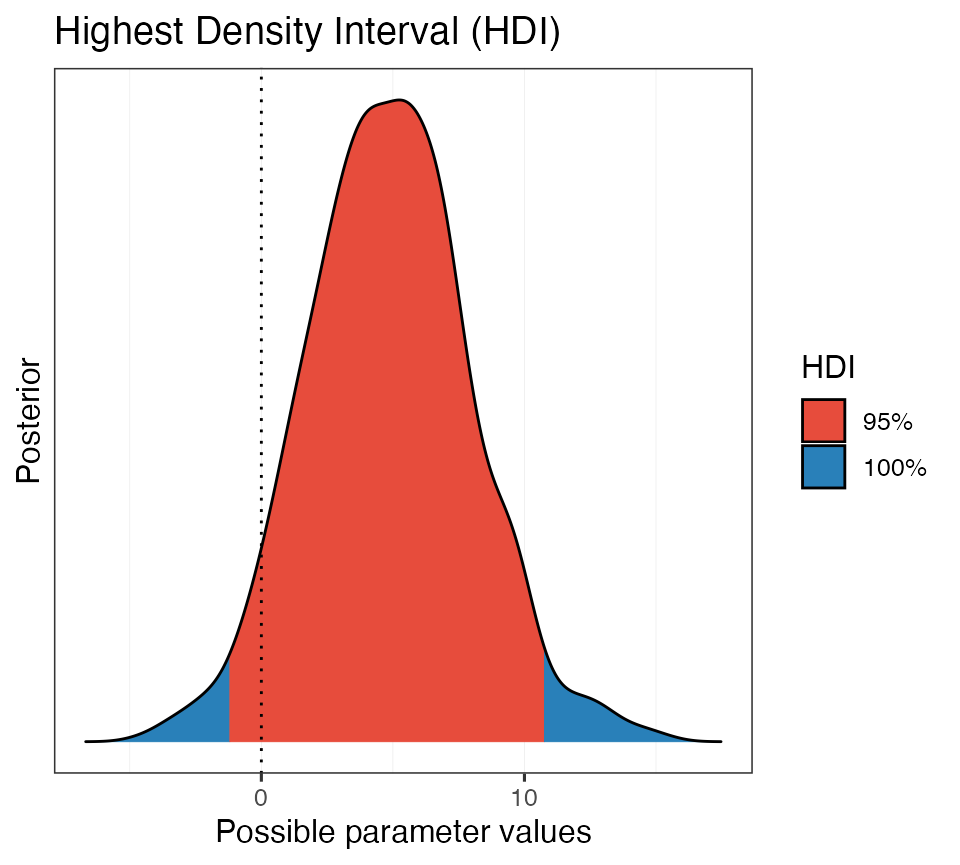 Highest Density Interval (HDI)
Posterior
HDI
95%
100%
0 10
Possible parameter values